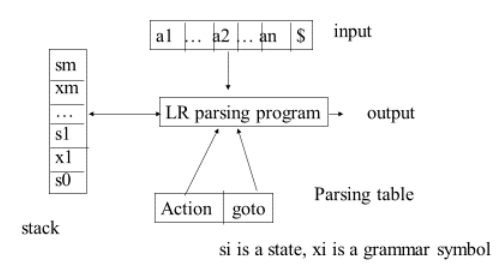 a1 … a2 … an $ input
sm
xm
…
s1
x1
s0
LR parsing program
output
Action goto
Parsing table
stack
si is a state, xi is a grammar symbol